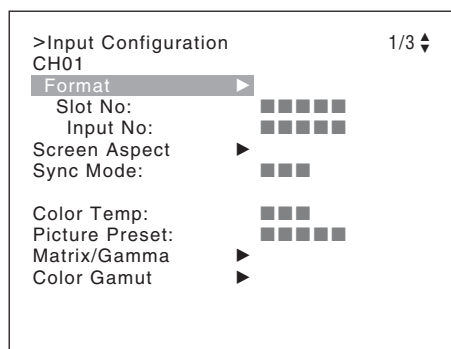 >Input Configuration 1/3
CH01
Format
Slot No:
Input No:
Screen Aspect
Sync Mode:
Color Temp:
Picture Preset:
Matrix/Gamma
Color Gamut